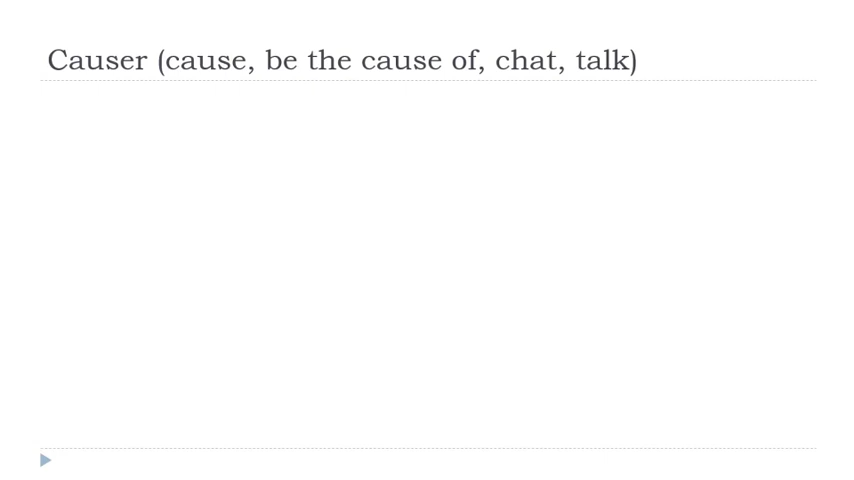 Causer (cause, be the cause of, chat, talk)